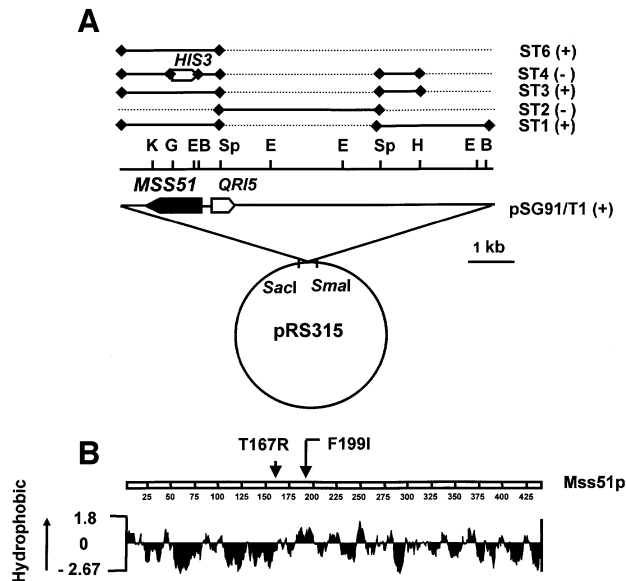 A
ST6 (+)
HIS3
ST4 (-)
ST3 (+)
ST2 (-)
ST1 (+)
K G EB Sp E E Sp H E B
MSS51 QRI5
pSG91/T1 (+)
1 kb
SacI SmaI
pRS315
B
T167R F199I
Mss51p
25 50 75 100 125 150 175 200 225 250 275 300 325 350 375 400 425
Hydrophobic
1.8
0
- 2.67